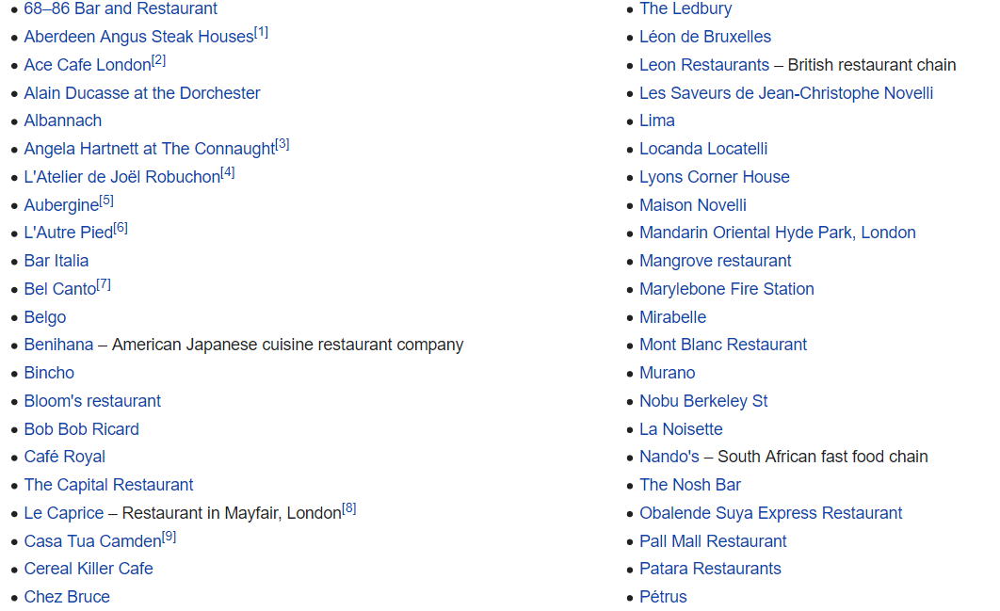 68–86 Bar and Restaurant
Aberdeen Angus Steak Houses[1]
Ace Cafe London[2]
Alain Ducasse at the Dorchester
Albannach
Angela Hartnett at The Connaught[3]
L'Atelier de Joël Robuchon[4]
Aubergine[5]
L'Autre Pied[6]
Bar Italia
Bel Canto[7]
Belgo
Benihana – American Japanese cuisine restaurant company
Bincho
Bloom's restaurant
Bob Bob Ricard
Café Royal
The Capital Restaurant
Le Caprice – Restaurant in Mayfair, London[8]
Casa Tua Camden[9]
Cereal Killer Cafe
Chez Bruce
The Ledbury
Léon de Bruxelles
Leon Restaurants – British restaurant chain
Les Saveurs de Jean-Christophe Novelli
Lima
Locanda Locatelli
Lyons Corner House
Maison Novelli
Mandarin Oriental Hyde Park, London
Mangrove restaurant
Marylebone Fire Station
Mirabelle
Mont Blanc Restaurant
Murano
Nobu Berkeley St
La Noisette
Nando's – South African fast food chain
The Nosh Bar
Obalende Suya Express Restaurant
Pall Mall Restaurant
Patara Restaurants
Pétrus